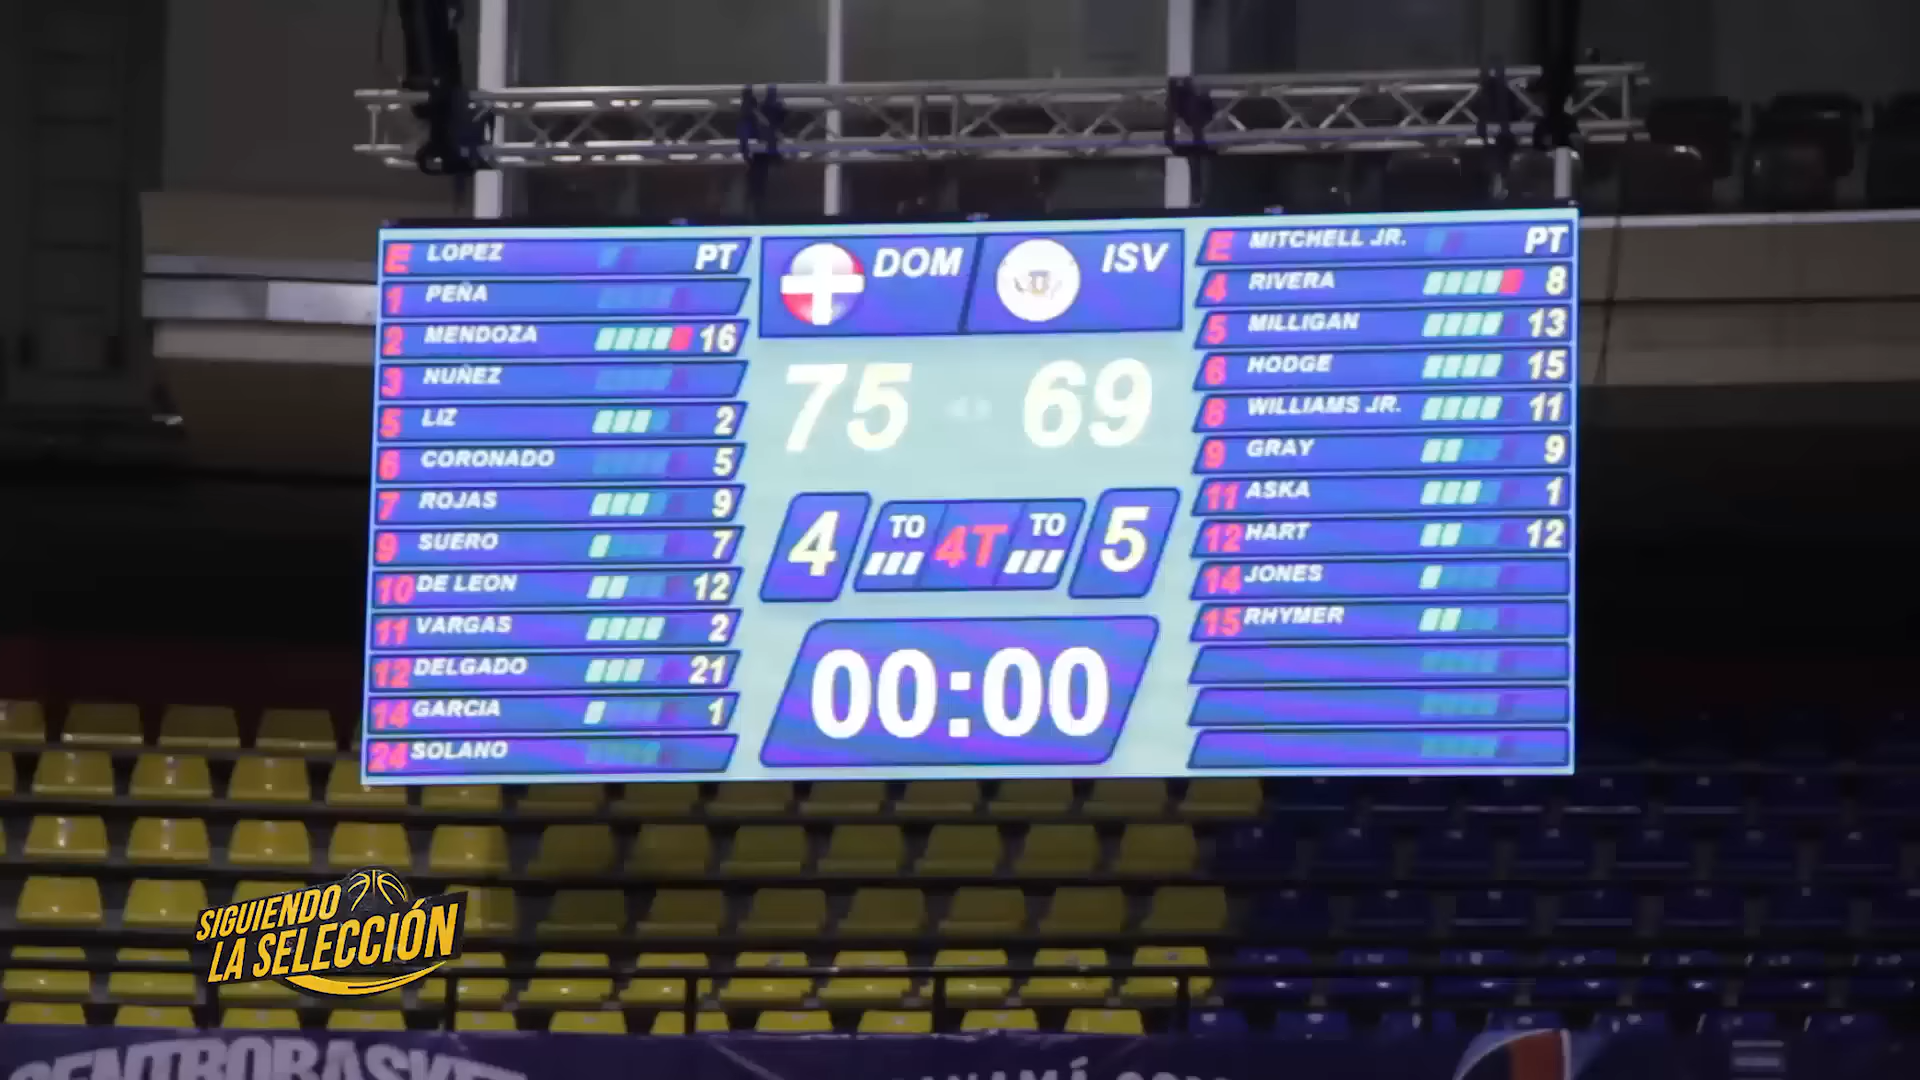 E LOPEZ PT
1 PEÑA
2 MENDOZA 16
3 NUÑEZ
5 LIZ 2
6 CORONADO 5
7 ROJAS 9
9 SUERO 7
10 DE LEON 12
11 VARGAS 2
12 DELGADO 21
14 GARCIA 1
24 SOLANO
DOM ISV
75 69
4 TO 4T TO 5
00:00
E MITCHELL JR. PT
4 RIVERA 8
5 MILLIGAN 13
6 HODGE 15
8 WILLIAMS JR. 11
9 GRAY 9
11 ASKA 1
12 HART 12
14 JONES
15 RHYMER
SIGUIENDO
LA SELECCIÓN